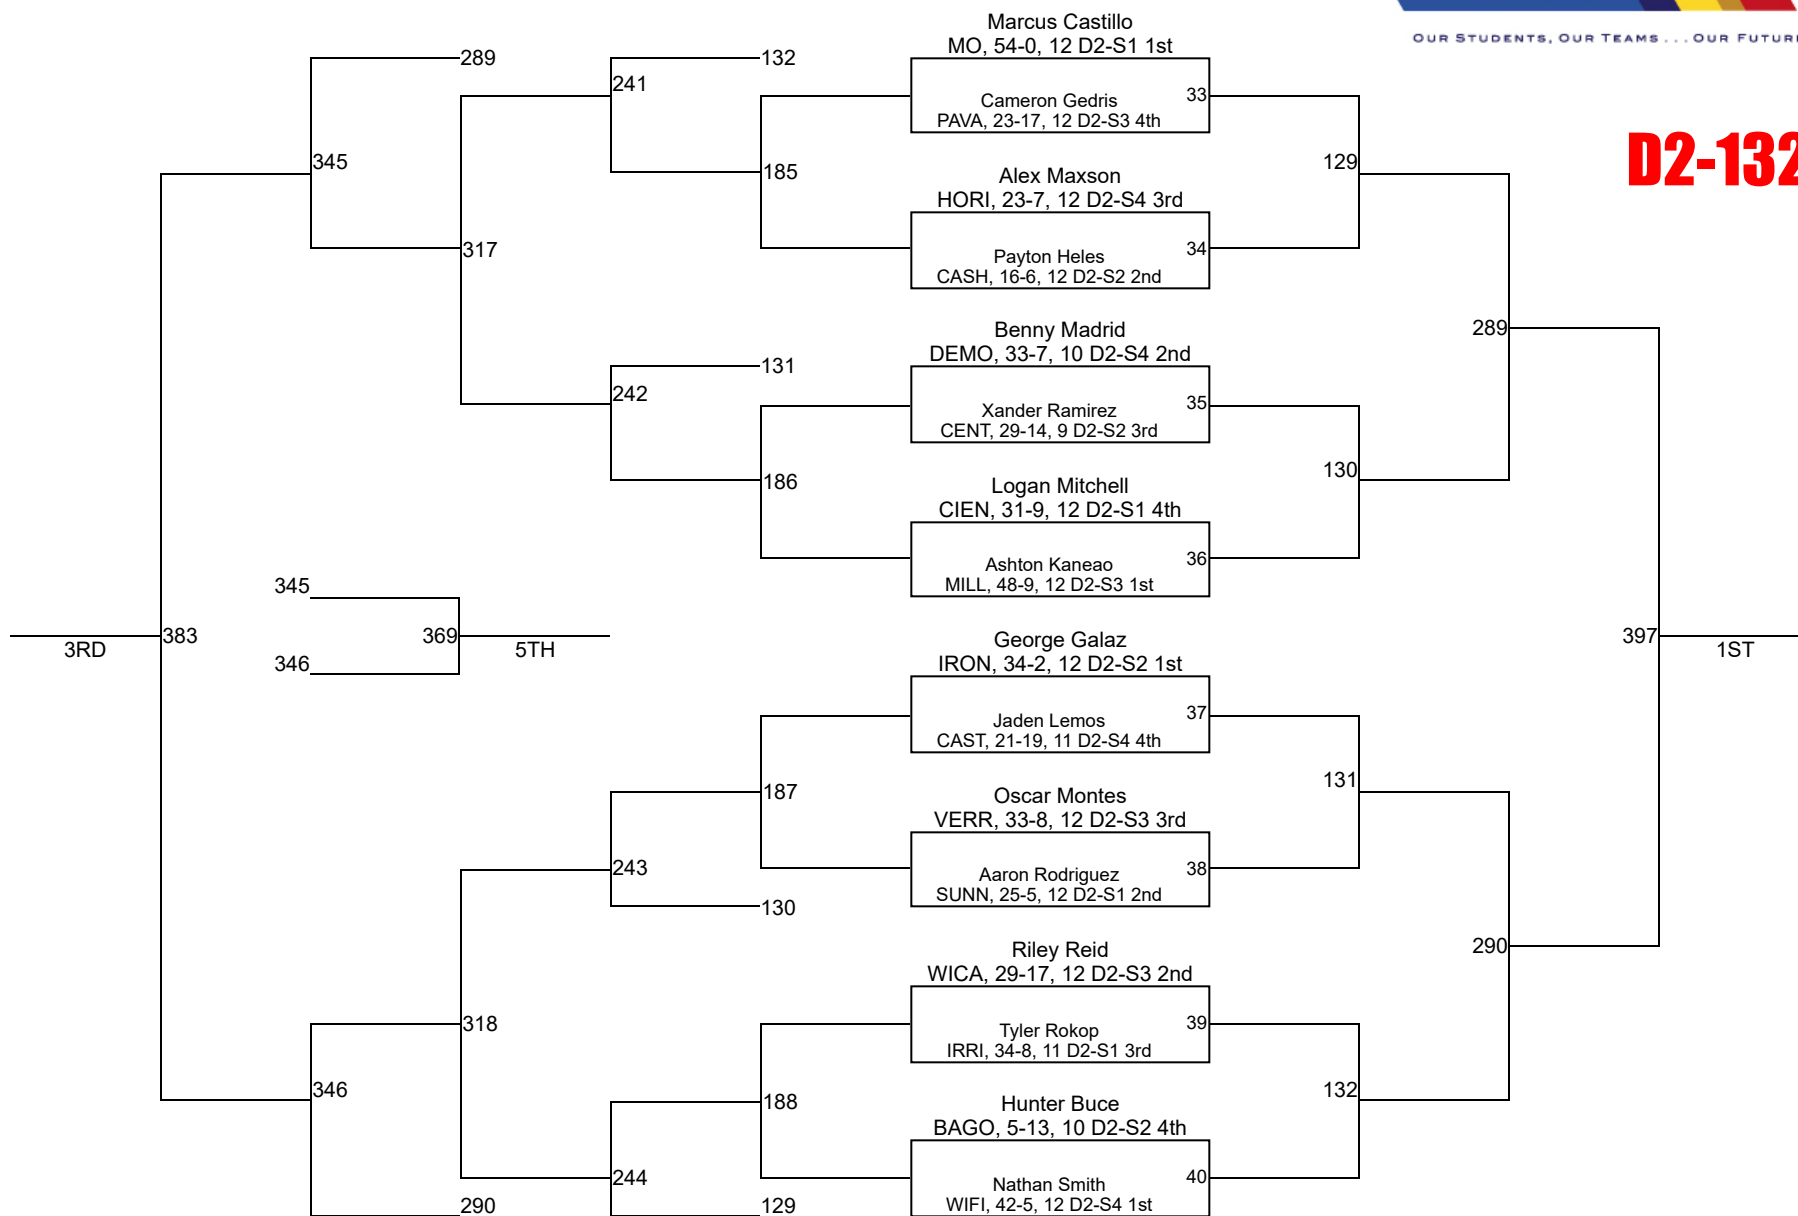 OUR STUDENTS, OUR TEAMS...OUR FUTURE
D2-132
Marcus Castillo
MO, 54-0, 12 D2-S1 1st
Cameron Gedris
PAVA, 23-17, 12 D2-S3 4th
33
Alex Maxson
HORI, 23-7, 12 D2-S4 3rd
Payton Heles
CASH, 16-6, 12 D2-S2 2nd
34
Benny Madrid
DEMO, 33-7, 10 D2-S4 2nd
Xander Ramirez
CENT, 29-14, 9 D2-S2 3rd
35
Logan Mitchell
CIEN, 31-9, 12 D2-S1 4th
Ashton Kaneao
MILL, 48-9, 12 D2-S3 1st
36
George Galaz
IRON, 34-2, 12 D2-S2 1st
Jaden Lemos
CAST, 21-19, 11 D2-S4 4th
37
Oscar Montes
VERR, 33-8, 12 D2-S3 3rd
Aaron Rodriguez
SUNN, 25-5, 12 D2-S1 2nd
38
Riley Reid
WICA, 29-17, 12 D2-S3 2nd
Tyler Rokop
IRRI, 34-8, 11 D2-S1 3rd
39
Hunter Buce
BAGO, 5-13, 10 D2-S2 4th
Nathan Smith
WIFI, 42-5, 12 D2-S4 1st
40
129
130
131
132
289
290
397
1ST
132
185
131
186
187
130
188
129
241
242
243
244
289
317
318
290
345
346
383
3RD
345
346
369
5TH